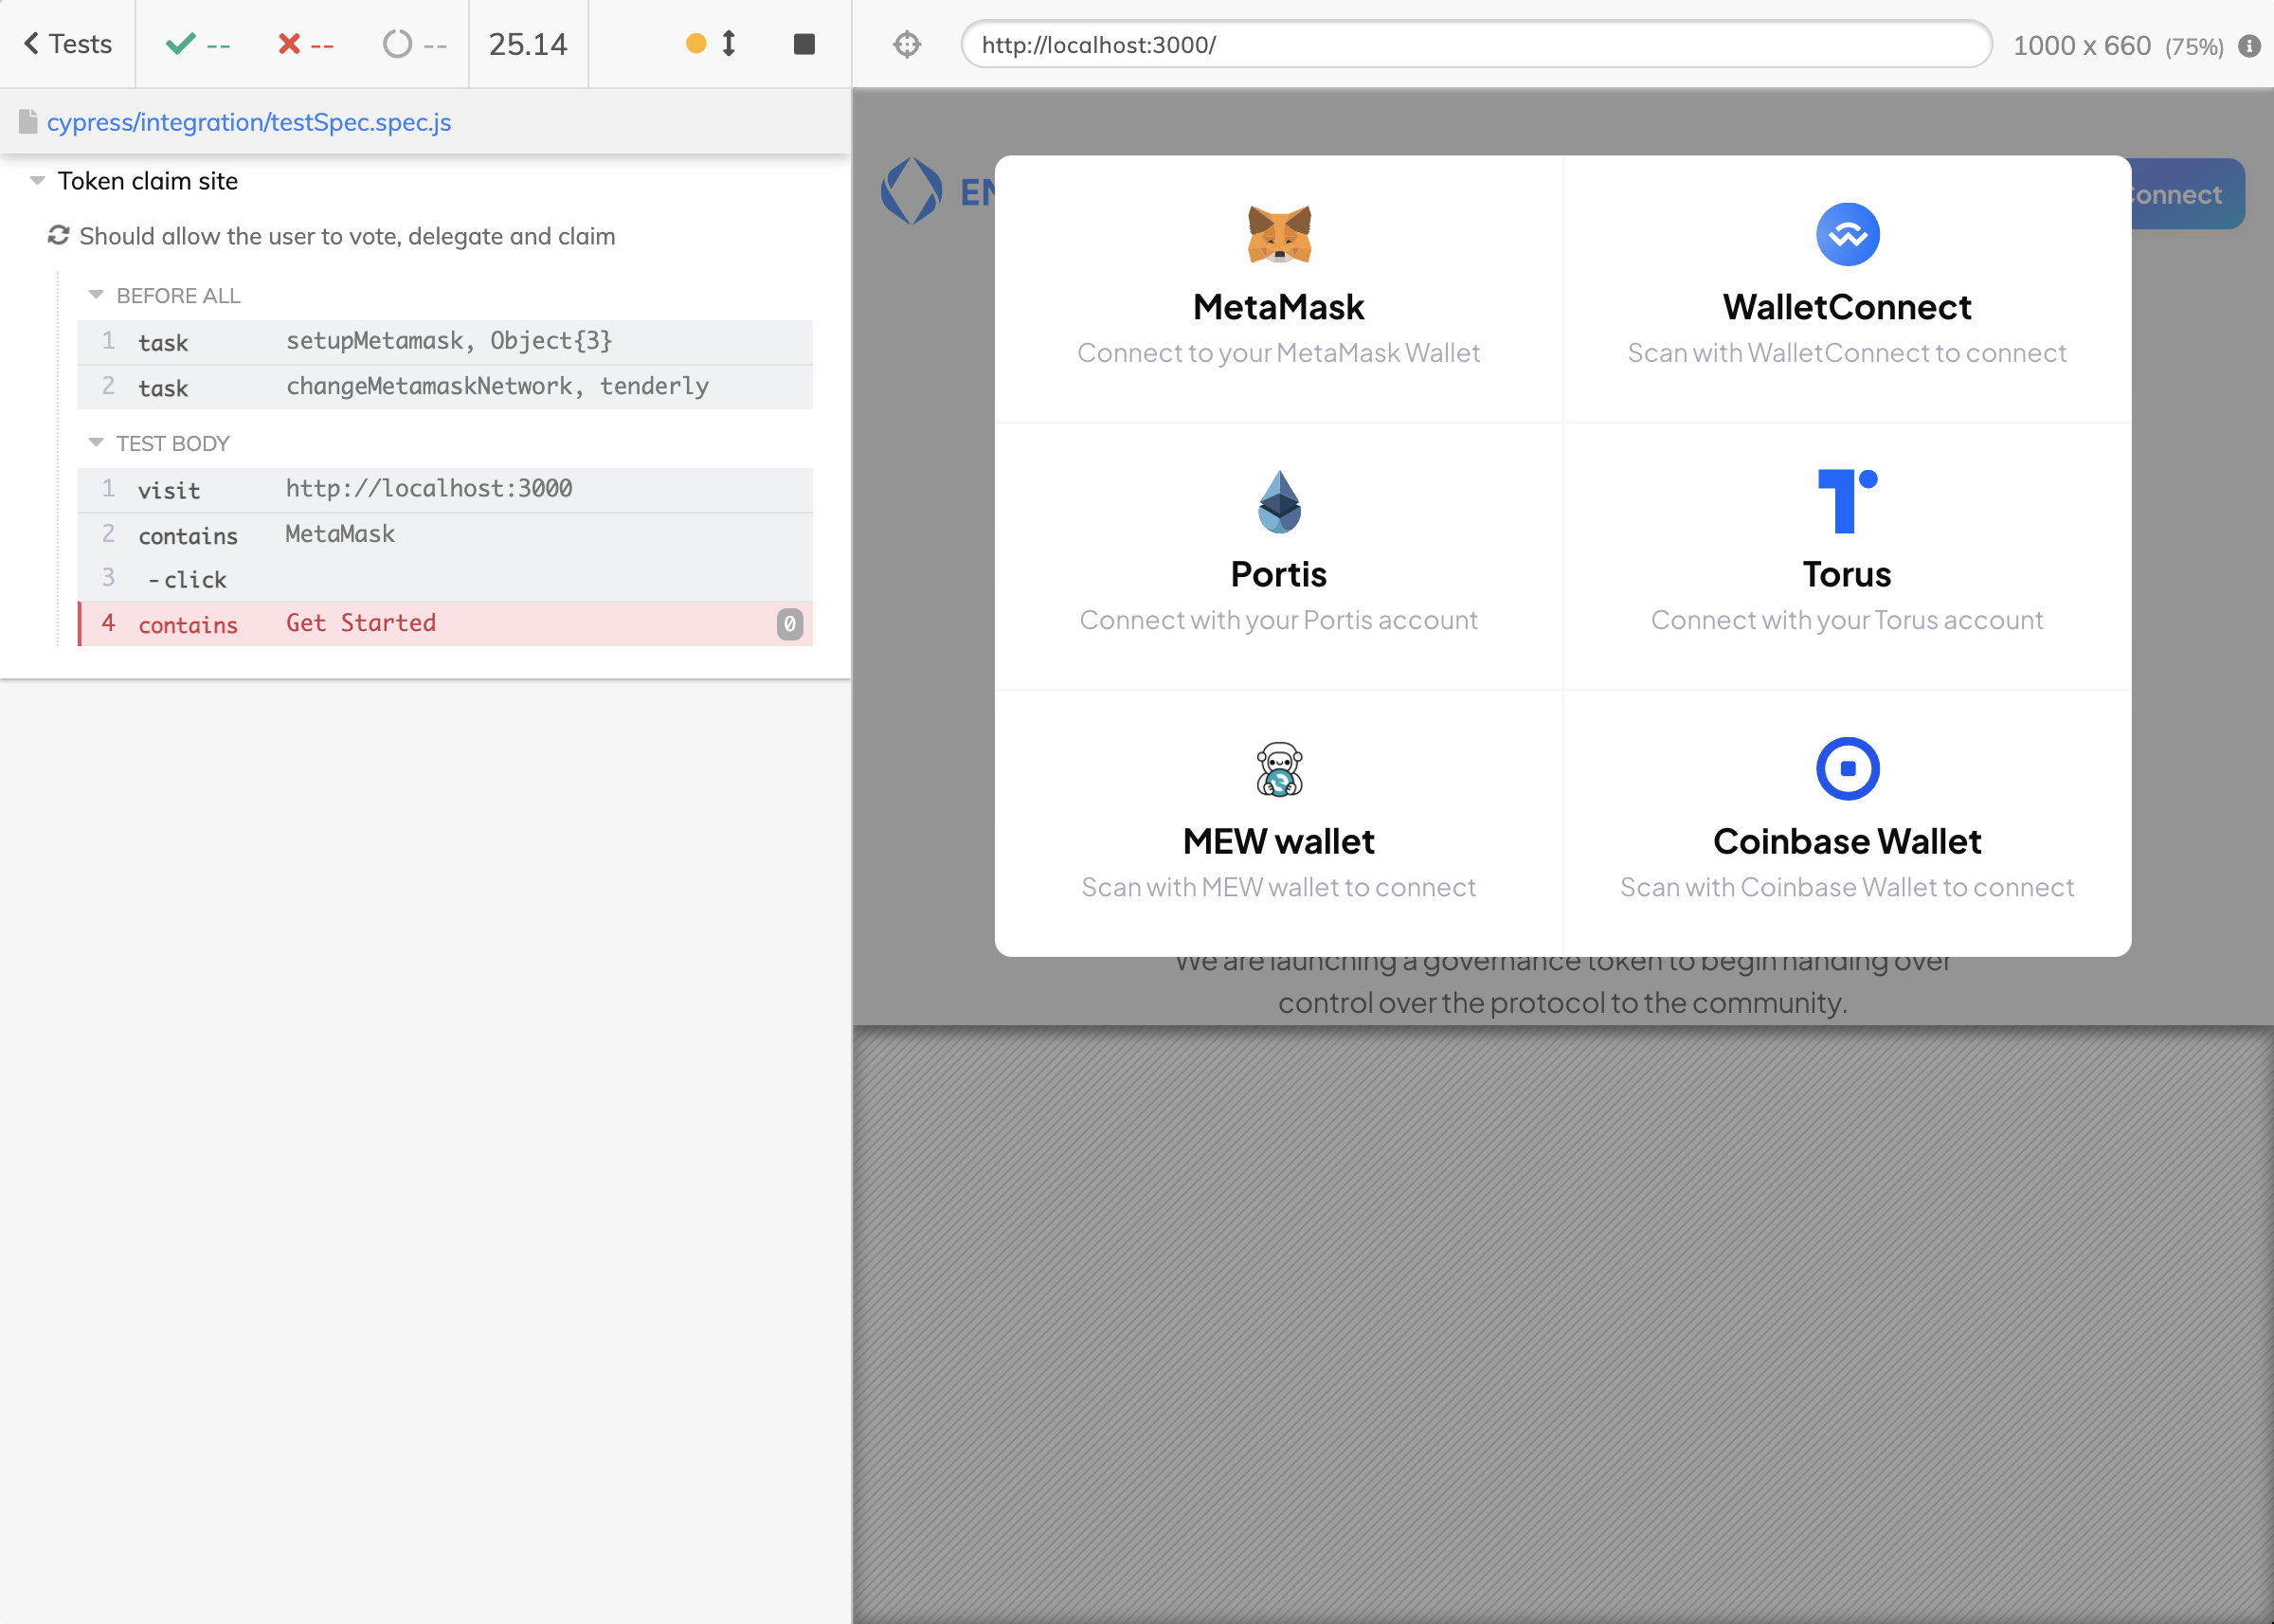 Tests
--
--
--
25.14
http://localhost:3000/
1000 x 660 (75%)
cypress/integration/testSpec.spec.js
Token claim site
Should allow the user to vote, delegate and claim
BEFORE ALL
1 task setupMetamask, Object{3}
2 task changeMetamaskNetwork, tenderly
TEST BODY
1 visit http://localhost:3000
2 contains MetaMask
3 -click
4 contains Get Started 0
MetaMask
Connect to your MetaMask Wallet
WalletConnect
Scan with WalletConnect to connect
Portis
Connect with your Portis account
Torus
Connect with your Torus account
MEW wallet
Scan with MEW wallet to connect
Coinbase Wallet
Scan with Coinbase Wallet to connect
We are launching a governance token to begin handing over
control over the protocol to the community.